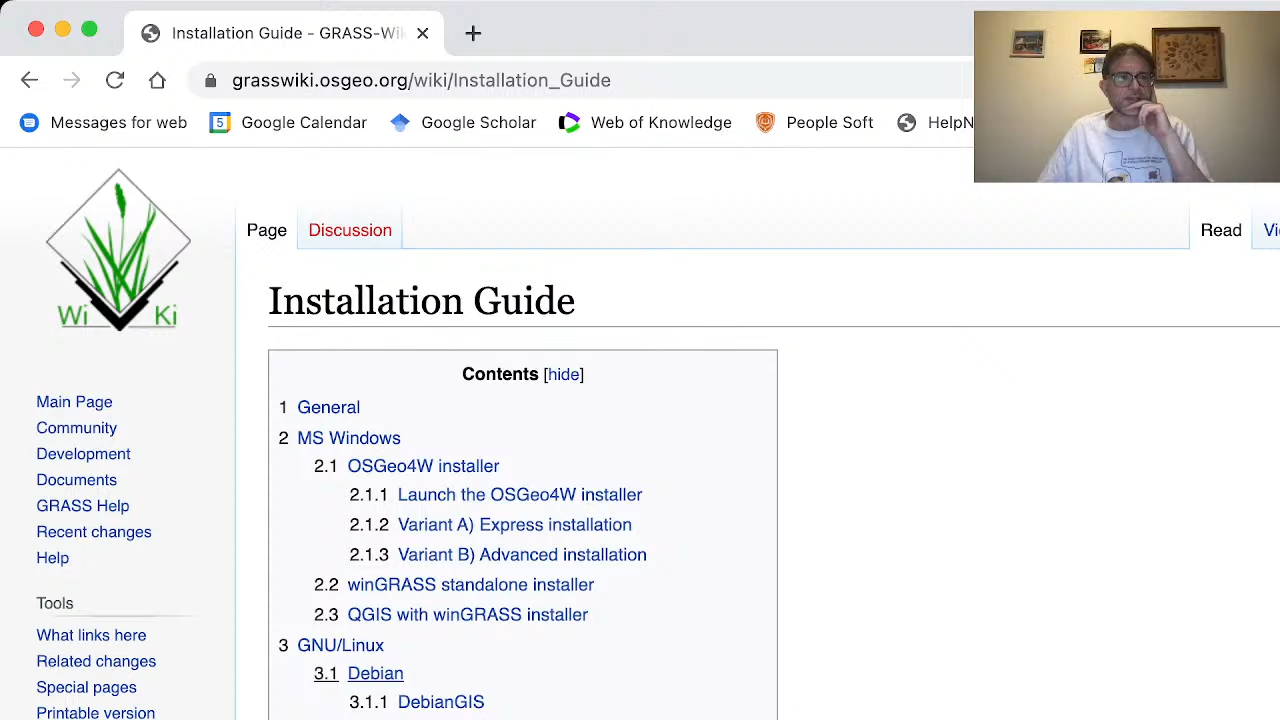 Installation Guide - GRASS-Wik
grasswiki.osgeo.org/wiki/Installation_Guide
Messages for web
5
Google Calendar
Google Scholar
Web of Knowledge
People Soft
HelpN
Wi Ki
Page
Discussion
Read
Vi
Installation Guide
Contents [hide]
1 General
2 MS Windows
2.1 OSGeo4W installer
2.1.1 Launch the OSGeo4W installer
2.1.2 Variant A) Express installation
2.1.3 Variant B) Advanced installation
2.2 winGRASS standalone installer
2.3 QGIS with winGRASS installer
3 GNU/Linux
3.1 Debian
3.1.1 DebianGIS
Main Page
Community
Development
Documents
GRASS Help
Recent changes
Help
Tools
What links here
Related changes
Special pages
Printable version